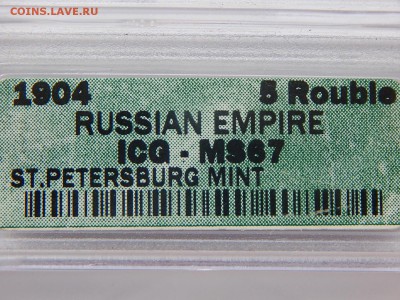 COINS.LAVE.RU
1904 5 Rouble
RUSSIAN EMPIRE
ICG - MS67
ST.PETERSBURG MINT